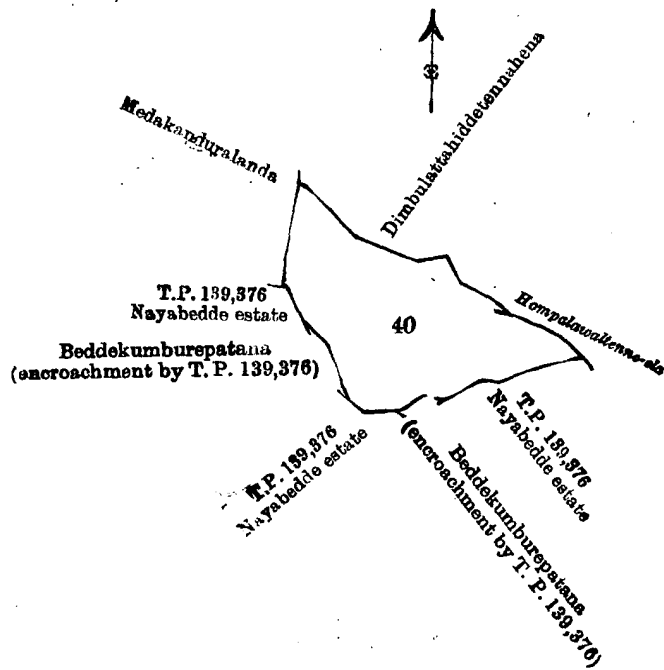 Medakanduralanda
Dimbulattahiddetennahena
Hompalawattenne-ela
T.P. 139,376
Nayabedde estate
40
Beddekumburepatana
(encroachment by T. P. 139,376)
T.P. 139,376
Nayabedde estate
T.P. 139,376
Nayabedde estate
Beddekumburepatana
(encroachment by T. P. 139,376)